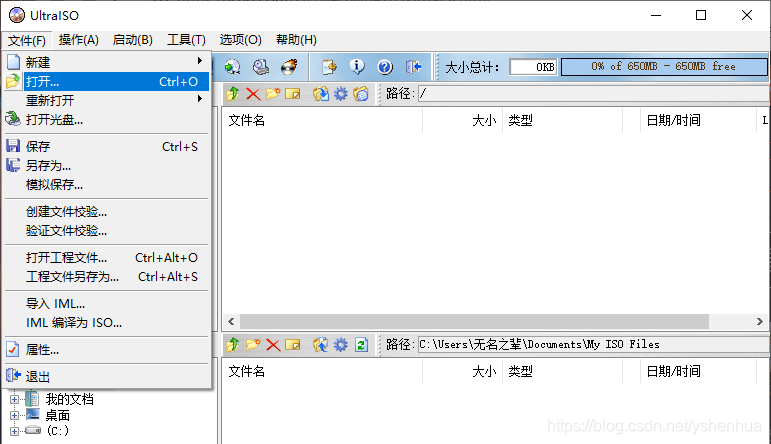 UltraISO
文件(F) 操作(A) 启动(B) 工具(T) 选项(O) 帮助(H)
新建
打开... Ctrl+O
重新打开
打开光盘...
保存 Ctrl+S
另存为...
模拟保存...
创建文件校验...
验证文件校验...
打开工程文件... Ctrl+Alt+O
工程文件另存为... Ctrl+Alt+S
导入 IML...
IML 编译为 ISO...
属性...
退出
我的文档
桌面
(C:)
大小总计: 0KB 0% of 650MB - 650MB free
路径: /
文件名 大小 类型 日期/时间 L
路径: C:\Users\无名之辈\Documents\My ISO Files
文件名 大小 类型 日期/时间
https://blog.csdn.net/yshenhua